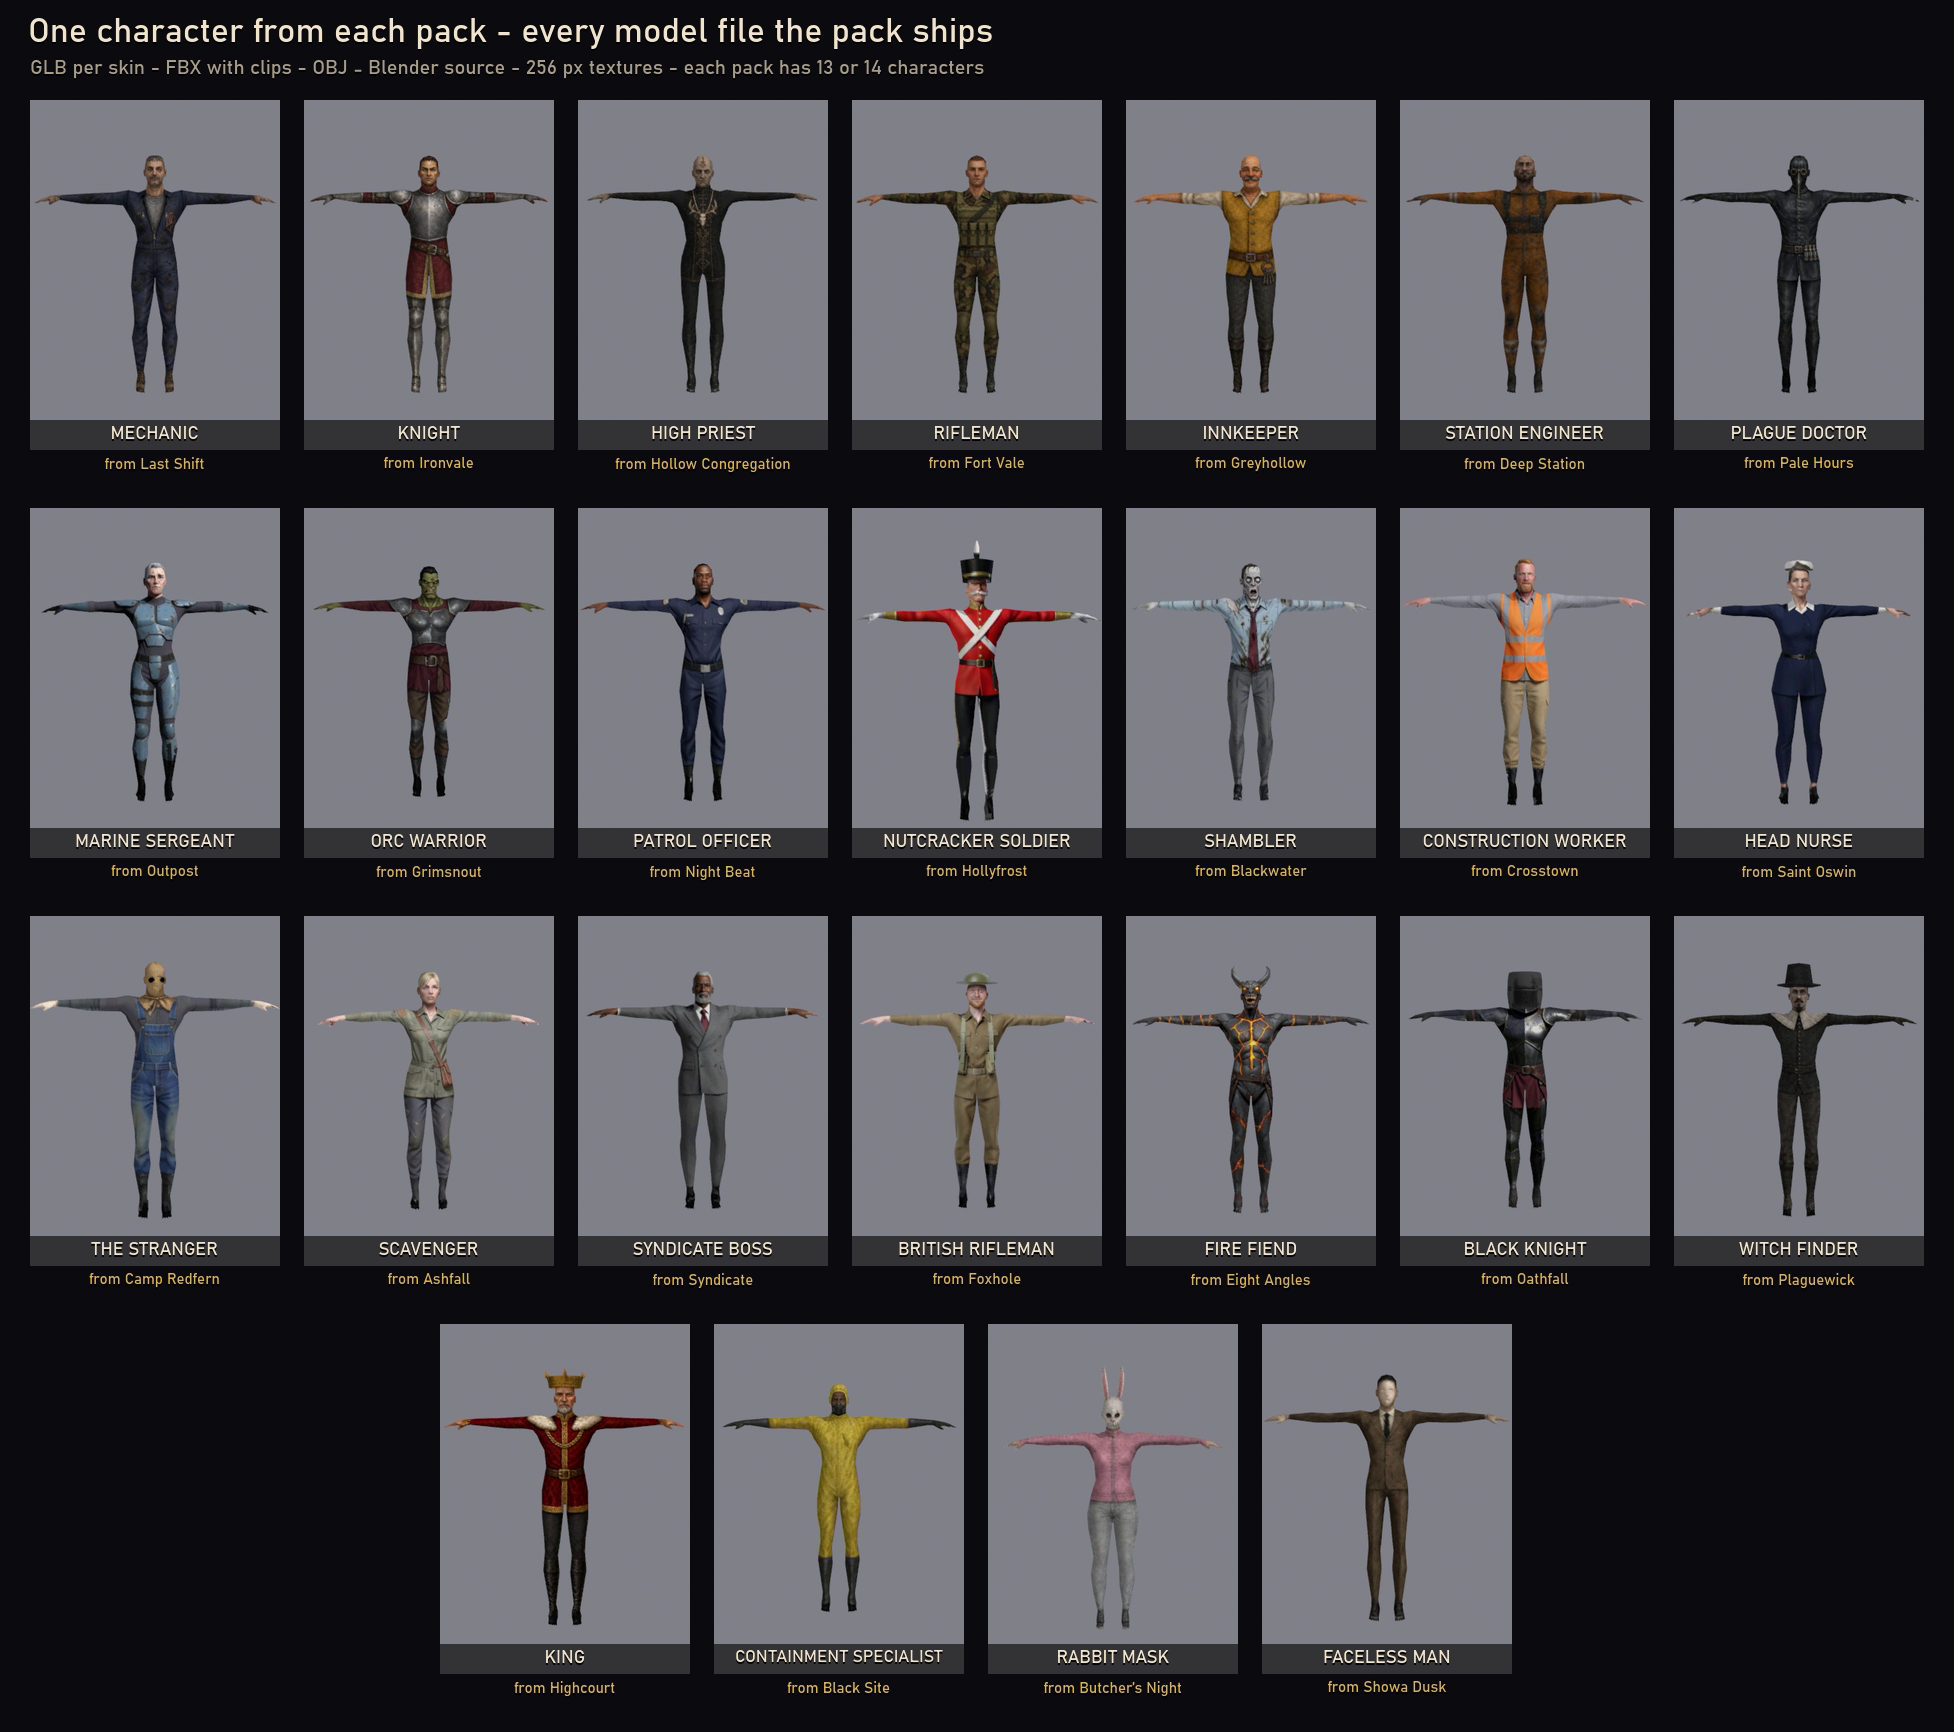 One character from each pack - every model file the pack ships
GLB per skin - FBX with clips - OBJ - Blender source - 256 px textures - each pack has 13 or 14 characters
MECHANIC
from Last Shift
KNIGHT
from Ironvale
HIGH PRIEST
from Hollow Congregation
RIFLEMAN
from Fort Vale
INNKEEPER
from Greyhollow
STATION ENGINEER
from Deep Station
PLAGUE DOCTOR
from Pale Hours
MARINE SERGEANT
from Outpost
ORC WARRIOR
from Grimsnout
PATROL OFFICER
from Night Beat
NUTCRACKER SOLDIER
from Hollyfrost
SHAMBLER
from Blackwater
CONSTRUCTION WORKER
from Crosstown
HEAD NURSE
from Saint Oswin
THE STRANGER
from Camp Redfern
SCAVENGER
from Ashfall
SYNDICATE BOSS
from Syndicate
BRITISH RIFLEMAN
from Foxhole
FIRE FIEND
from Eight Angles
BLACK KNIGHT
from Oathfall
WITCH FINDER
from Plaguewick
KING
from Highcourt
CONTAINMENT SPECIALIST
from Black Site
RABBIT MASK
from Butcher's Night
FACELESS MAN
from Showa Dusk